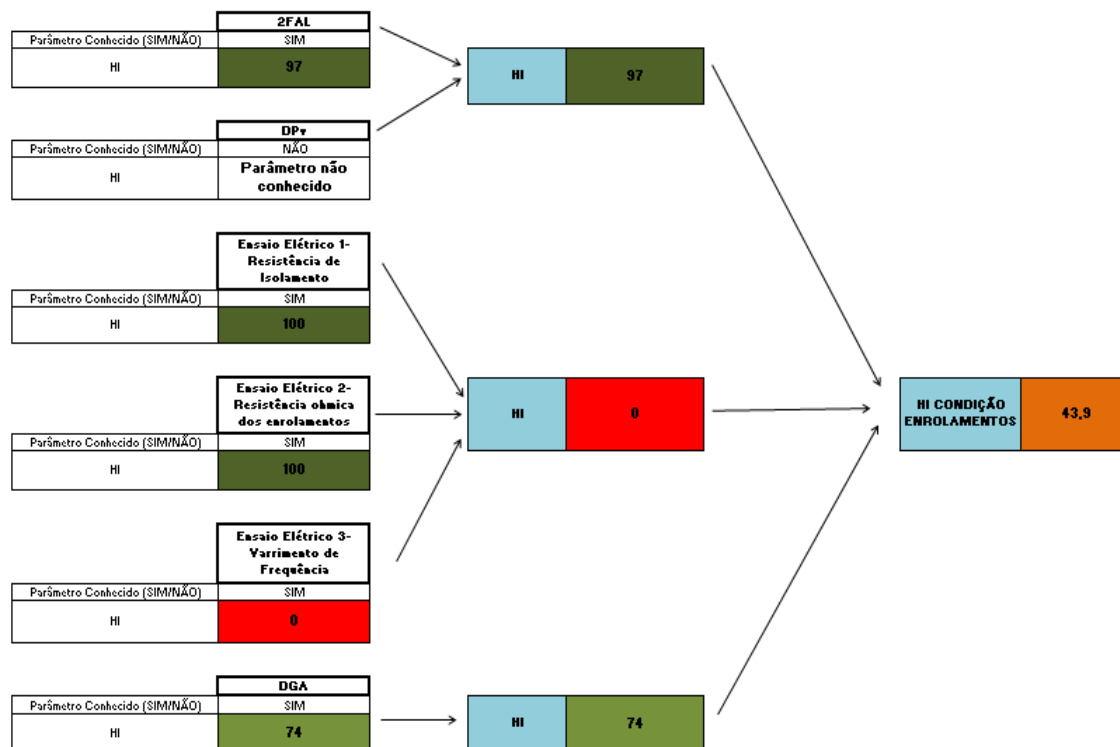 2FAL
Parâmetro Conhecido (SIM/NÃO) SIM
HI 97
HI 97
DPv
Parâmetro Conhecido (SIM/NÃO) NÃO
HI Parâmetro não
conhecido
Ensaio Elétrico 1-
Resistência de
Isolamento
Parâmetro Conhecido (SIM/NÃO) SIM
HI 100
Ensaio Elétrico 2-
Resistência ohmica
dos enrolamentos
Parâmetro Conhecido (SIM/NÃO) SIM
HI 100
HI 0
HI CONDIÇÃO
ENROLAMENTOS
43,9
Ensaio Elétrico 3-
Varrimento de
Frequência
Parâmetro Conhecido (SIM/NÃO) SIM
HI 0
DGA
Parâmetro Conhecido (SIM/NÃO) SIM
HI 74
HI 74